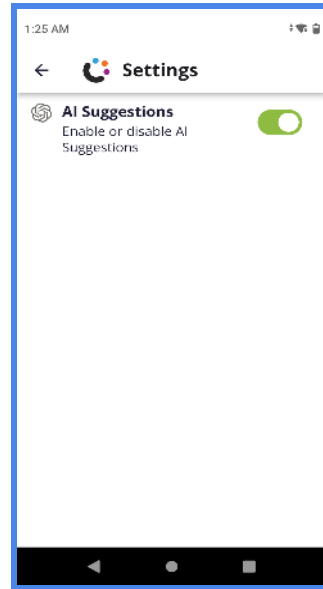 1:25 AM
Settings
AI Suggestions
Enable or disable AI
Suggestions